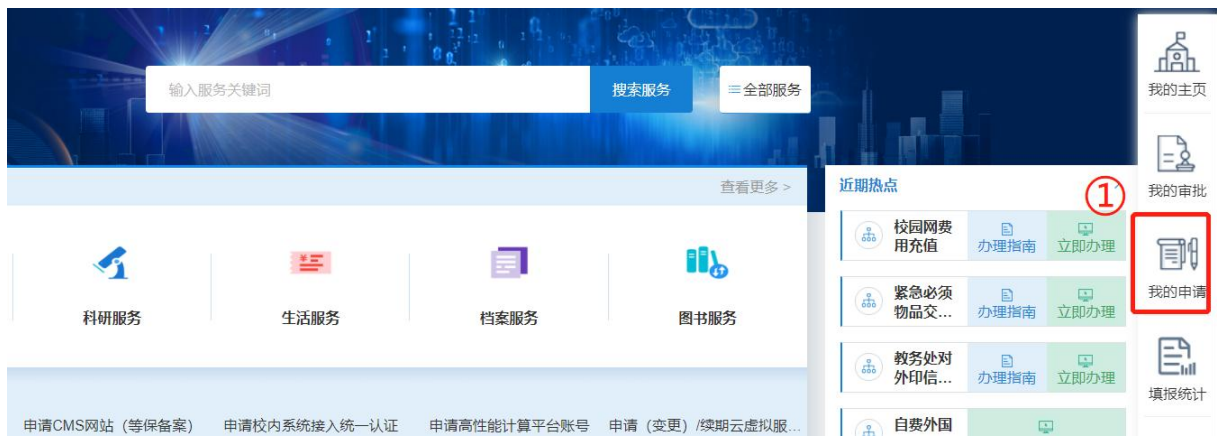 输入服务关键词
搜索服务
全部服务
我的主页
我的审批
我的申请
填报统计
查看更多 >
科研服务
生活服务
档案服务
图书服务
近期热点
①
校园网费
用充值
办理指南
立即办理
紧急必须
物品交...
办理指南
立即办理
教务处对
外印信...
办理指南
立即办理
自费外国
申请CMS网站（等保备案）
申请校内系统接入统一认证
申请高性能计算平台账号
申请（变更）/续期云虚拟服...